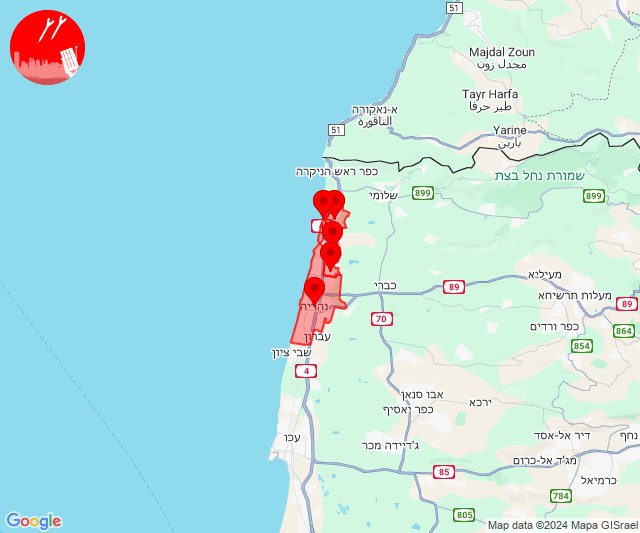 51
Majdal Zoun
مجدل زون
Tayr Harfa
طير حرفا
א-נאקורה
الناقورة
51
Yarine
يارين
כפר ראש הניקרה
שמורת נחל בצת
שלומי
899
899
4
מעיליא
כברי
89
מעלות תרשיחא
89
נהריה
70
כפר ורדים
864
עברון
854
שבי ציון
4
אבו סנאן
ירכא
כפר יאסיף
עכו
ג'דיידה מכר
דיר אל-אסד
נחף
מג'ד אל-כרום
85
כרמיאל
784
805
Google
Map data ©2024 Mapa GISrael